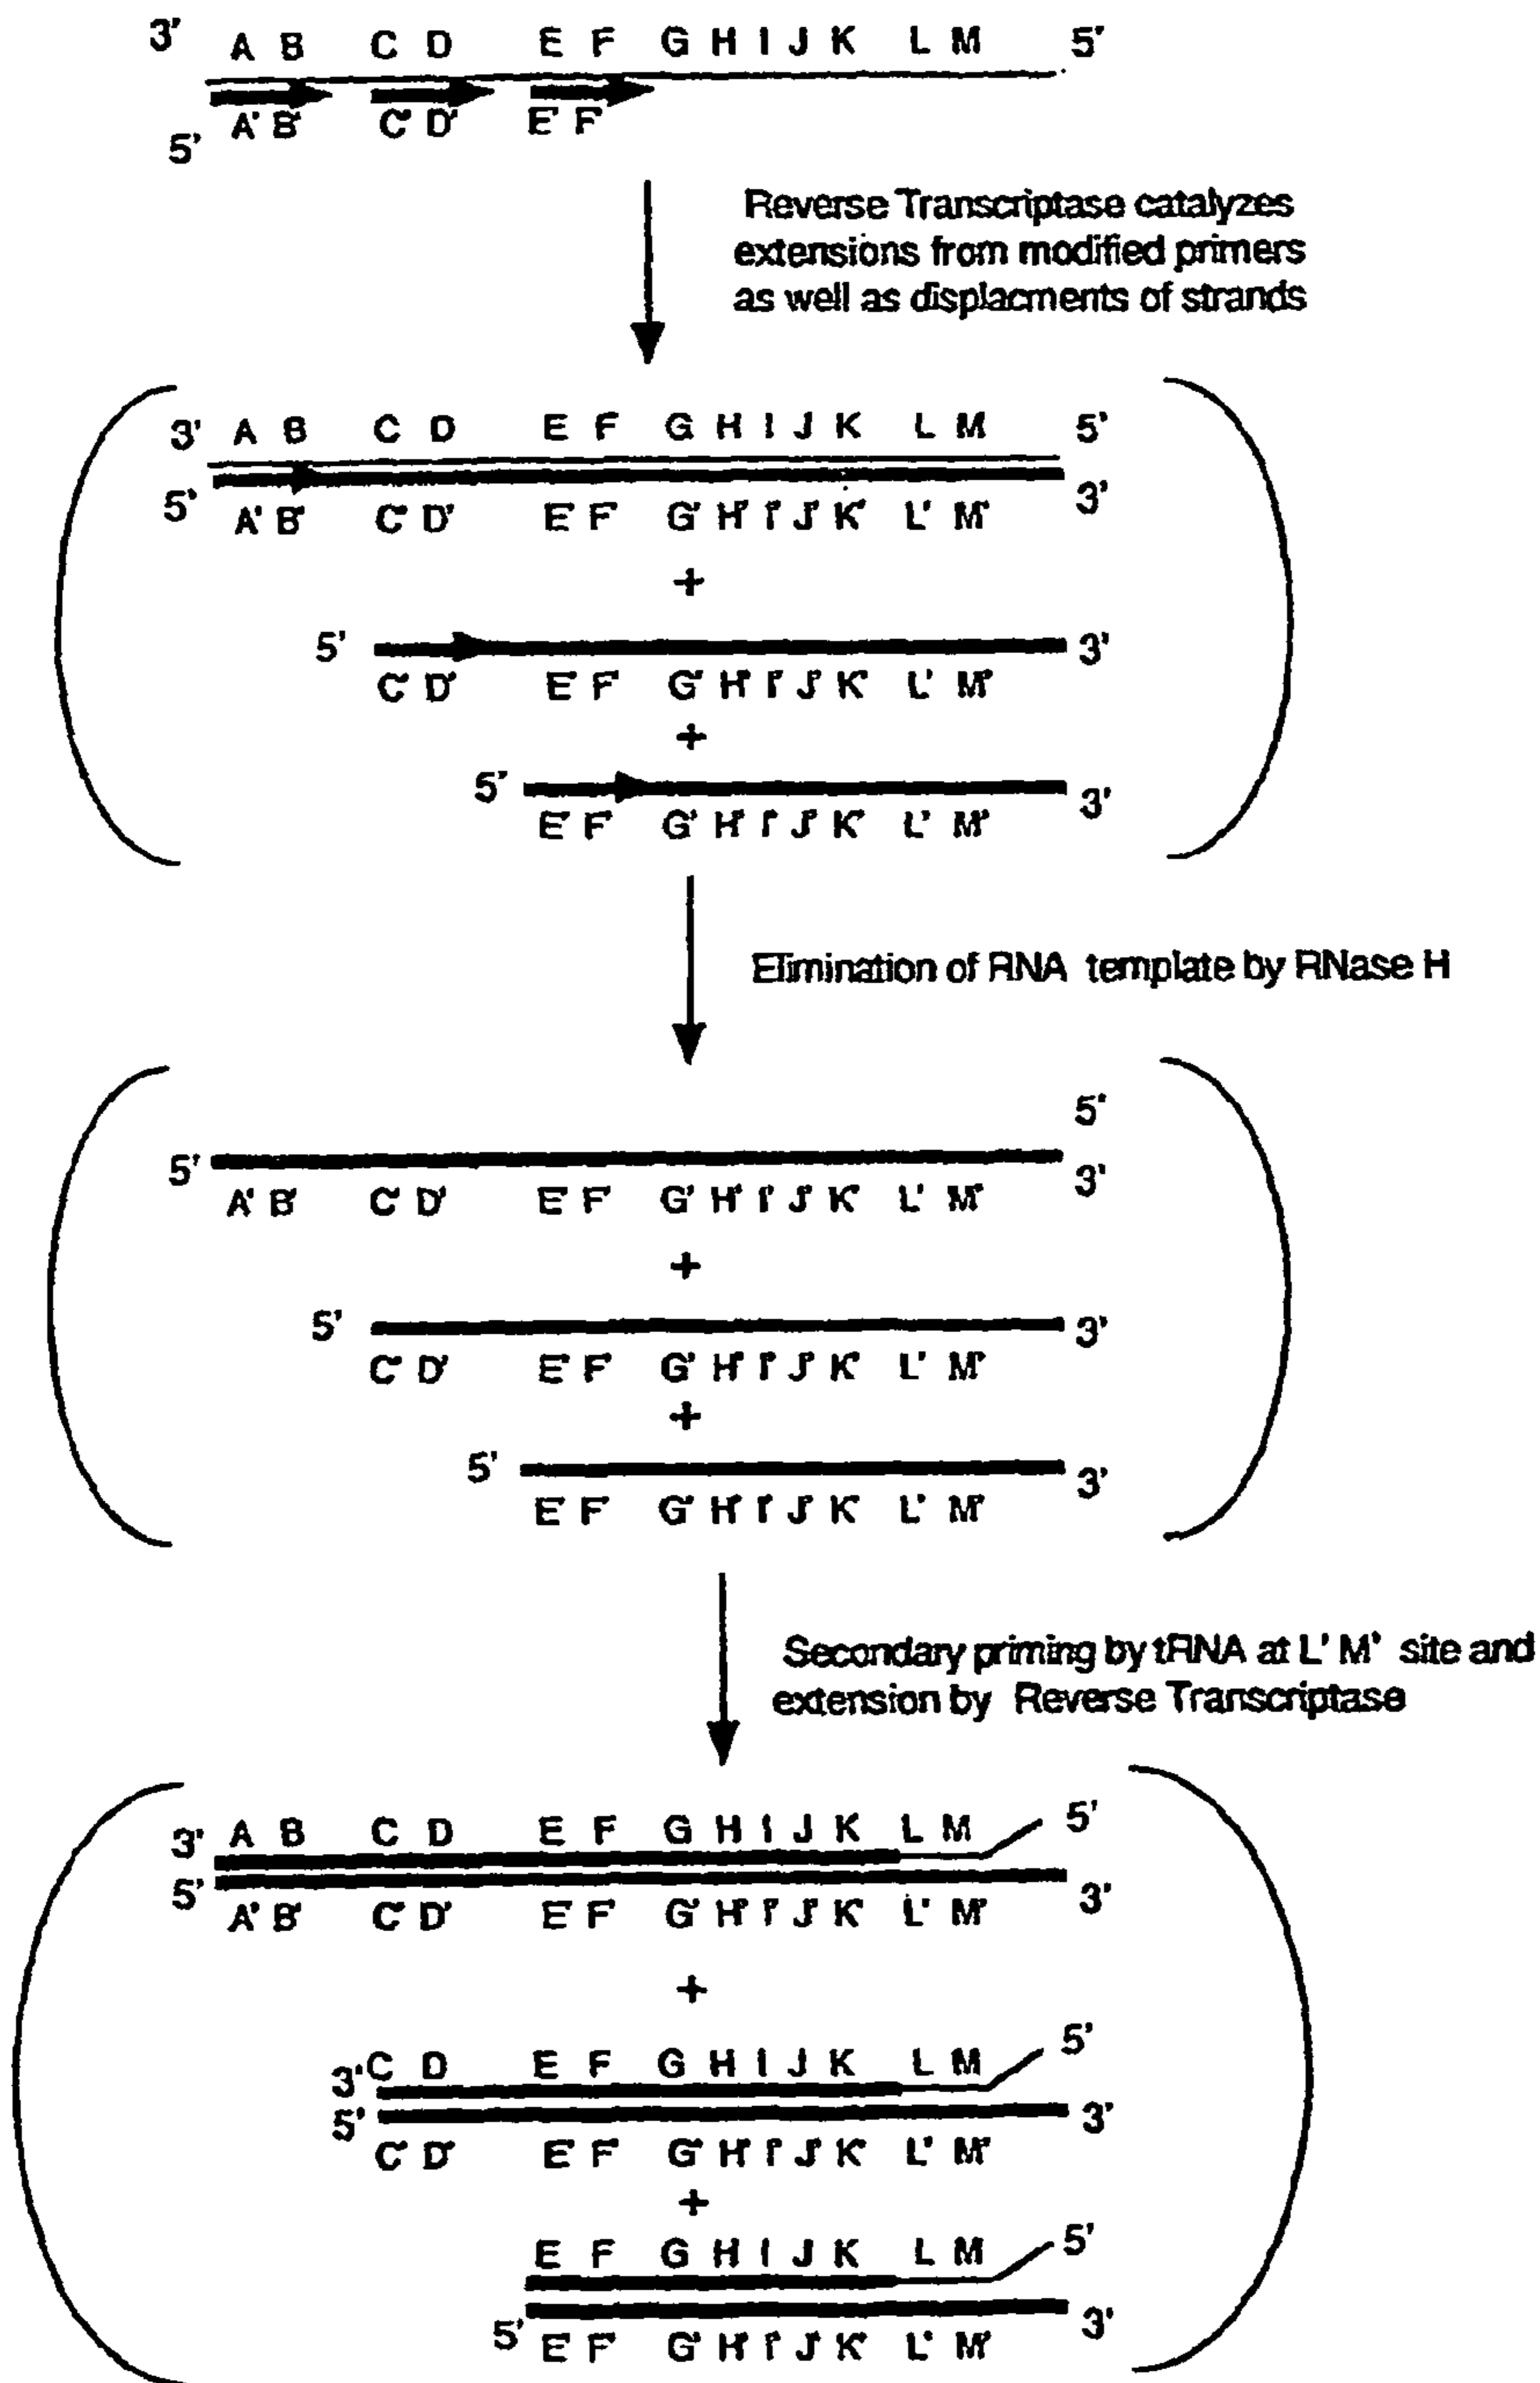 3' A B C D E F G H I J K L M 5'
5' A' B' C' D' E' F'
Reverse Transcriptase catalyzes
extensions from modified primers
as well as displacments of strands
3' A B C D E F G H I J K L M 5'
5' A' B' C' D' E' F' G' H' I' J' K' L' M' 3'
+
5' 3'
C' D' E' F' G' H' I' J' K' L' M'
+
5' 3'
E' F' G' H' I' J' K' L' M'
Elimination of RNA template by RNase H
5'
5' 3'
A' B' C' D' E' F' G' H' I' J' K' L' M'
+
5' 3'
C' D' E' F' G' H' I' J' K' L' M'
+
5' 3'
E' F' G' H' I' J' K' L' M'
Secondary priming by tRNA at L' M' site and
extension by Reverse Transcriptase
3' A B C D E F G H I J K L M 5'
5' 3'
A' B' C' D' E' F' G' H' I' J' K' L' M'
+
3' C D E F G H I J K L M 5'
5' 3'
C' D' E' F' G' H' I' J' K' L' M'
+
E F G H I J K L M 5'
5' 3'
E' F' G' H' I' J' K' L' M'